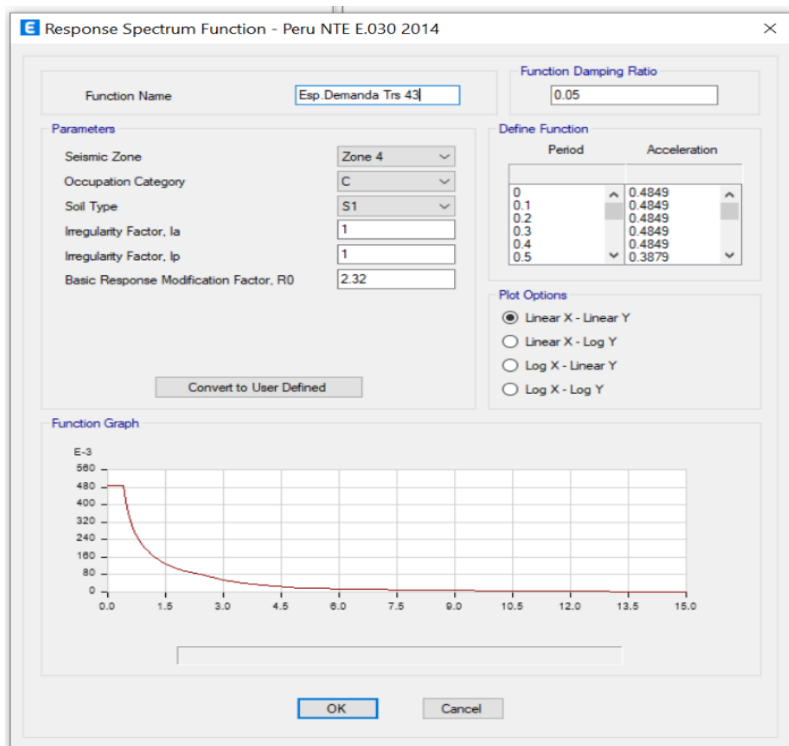 E Response Spectrum Function - Peru NTE E.030 2014
Function Name Esp.Demanda Trs 43
Function Damping Ratio
0.05
Parameters
Seismic Zone Zone 4
Occupation Category C
Soil Type S1
Irregularity Factor, Ia 1
Irregularity Factor, Ip 1
Basic Response Modification Factor, R0 2.32
Convert to User Defined
Define Function
Period Acceleration
0 0.4849
0.1 0.4849
0.2 0.4849
0.3 0.4849
0.4 0.4849
0.5 0.3879
Plot Options
Linear X - Linear Y
Linear X - Log Y
Log X - Linear Y
Log X - Log Y
Function Graph
E-3
560
480
400
320
240
160
80
0
0.0 1.5 3.0 4.5 6.0 7.5 9.0 10.5 12.0 13.5 15.0
OK Cancel